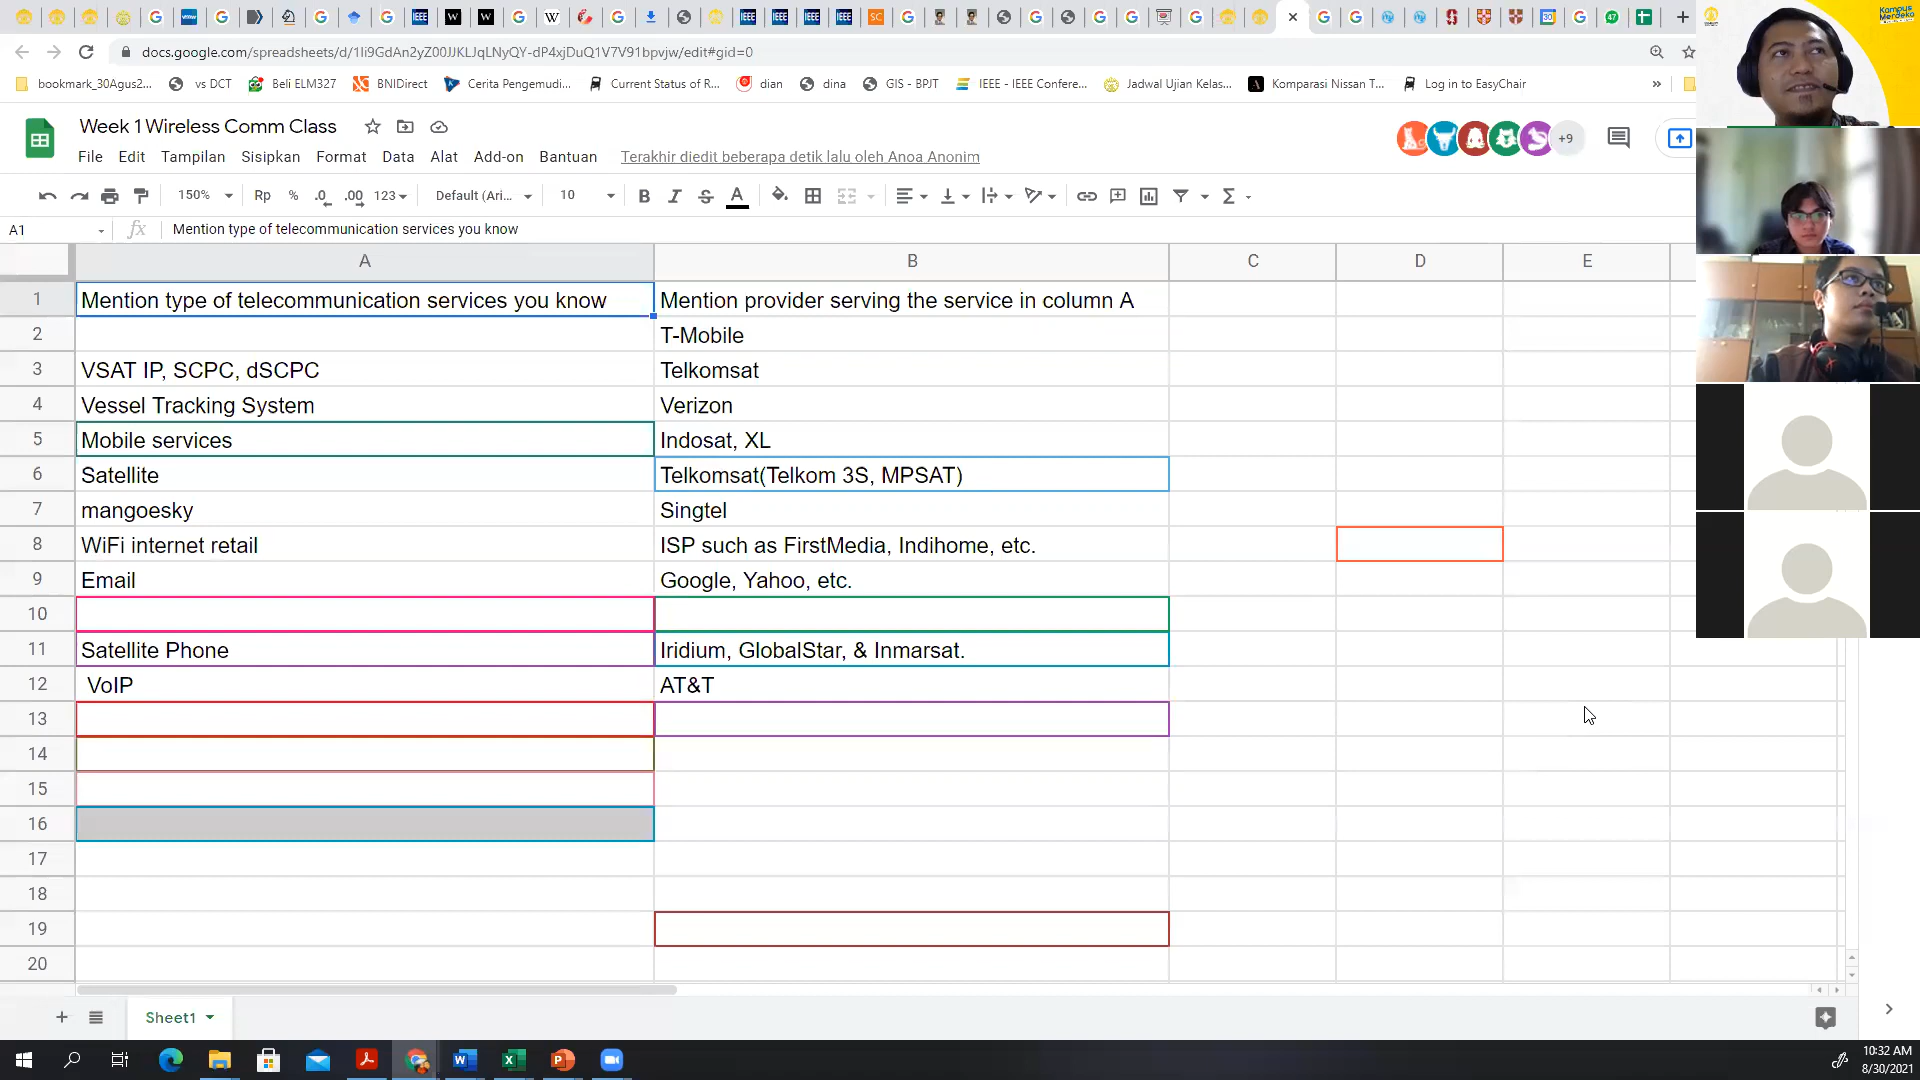 docs.google.com/spreadsheets/d/1Ii9GdAn2yZ00JJKLJqLNyQY-dP4xjDuQ1V7V91bpvjw/edit#gid=0
bookmark_30Agus2... vs DCT Beli ELM327 BNIDirect Cerita Pengemudi... Current Status of R... dian dina GIS - BPJT IEEE - IEEE Confere... Jadwal Ujian Kelas... Komparasi Nissan T... Log in to EasyChair »
Week 1 Wireless Comm Class
File Edit Tampilan Sisipkan Format Data Alat Add-on Bantuan Terakhir diedit beberapa detik lalu oleh Anoa Anonim
+9
150% Rp % .0 .00 123 Default (Ari... 10 B I S A Σ
A1 fx Mention type of telecommunication services you know
A B C D E
1 Mention type of telecommunication services you know Mention provider serving the service in column A
2 T-Mobile
3 VSAT IP, SCPC, dSCPC Telkomsat
4 Vessel Tracking System Verizon
5 Mobile services Indosat, XL
6 Satellite Telkomsat(Telkom 3S, MPSAT)
7 mangoesky Singtel
8 WiFi internet retail ISP such as FirstMedia, Indihome, etc.
9 Email Google, Yahoo, etc.
10
11 Satellite Phone Iridium, GlobalStar, & Inmarsat.
12 VoIP AT&T
13
14
15
16
17
18
19
20
Sheet1
10:32 AM
8/30/2021
Kampus
Merdeka